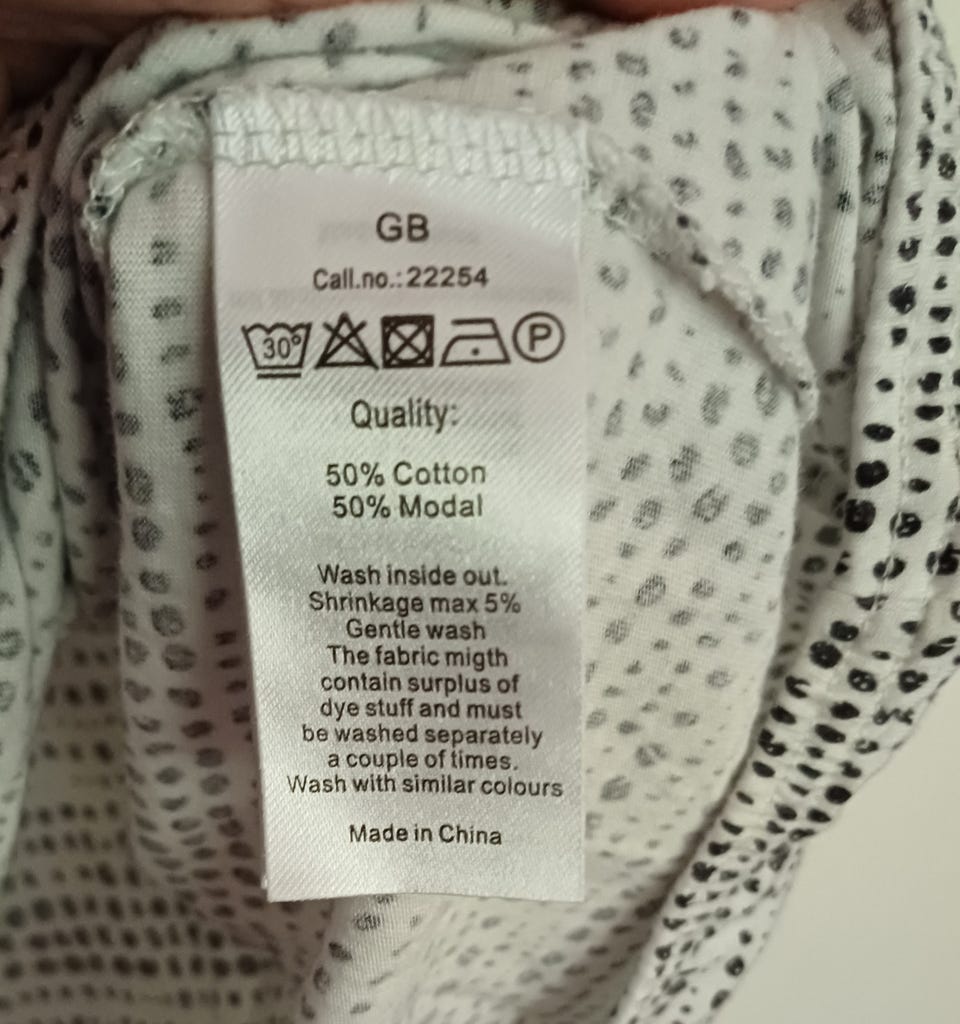 GB
Call.no.:22254
30°
P
Quality:
50% Cotton
50% Modal
Wash inside out.
Shrinkage max 5%
Gentle wash
The fabric migth
contain surplus of
dye stuff and must
be washed separately
a couple of times.
Wash with similar colours
Made in China